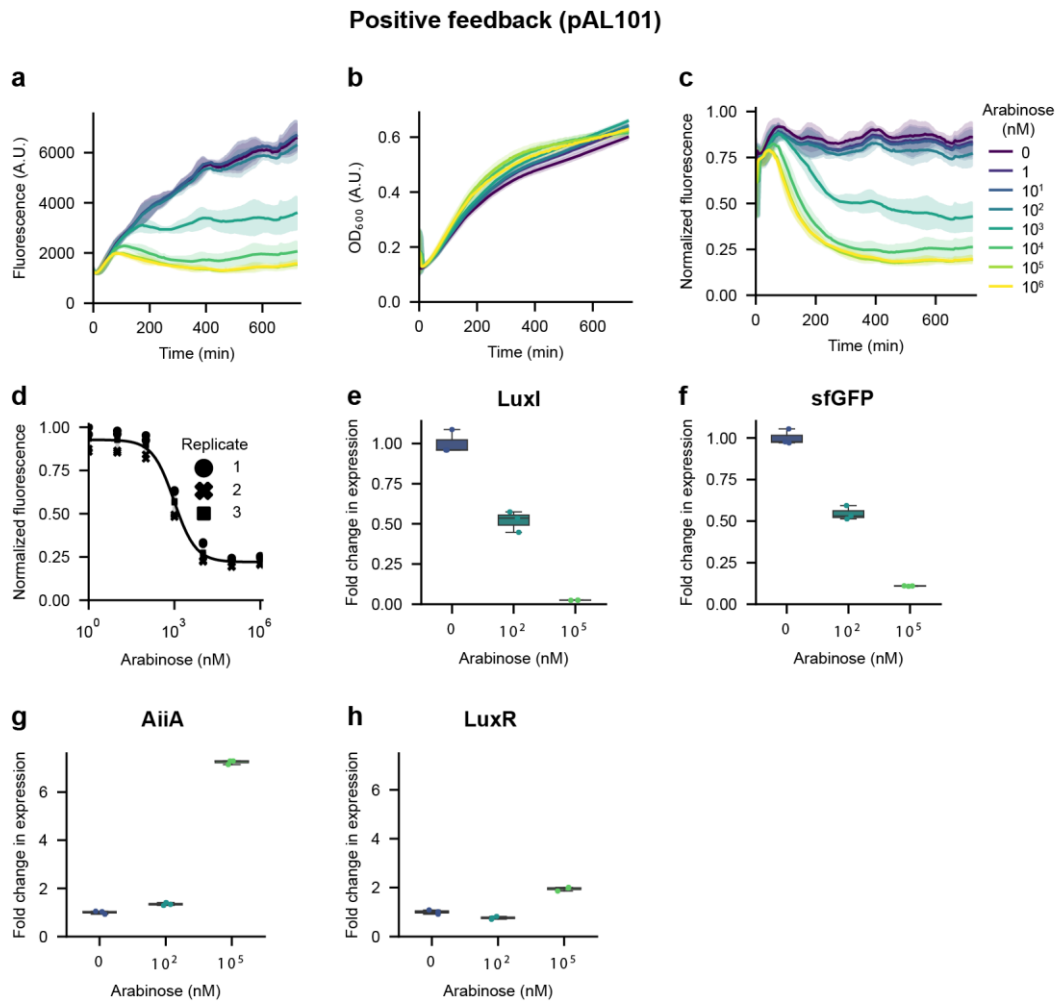 Positive feedback (pAL101)
a
Fluorescence (A.U.)
6000
4000
2000
0
0
200
400
600
Time (min)
b
OD600 (A.U.)
0.6
0.4
0.2
0.0
0
200
400
600
Time (min)
c
Normalized fluorescence
1.00
0.75
0.50
0.25
0.00
0
200
400
600
Time (min)
Arabinose
(nM)
0
1
10¹
10²
10³
10⁴
10⁵
10⁶
d
Normalized fluorescence
1.00
0.75
0.50
0.25
0.00
10⁰
10³
10⁶
Arabinose (nM)
Replicate
1
2
3
e
LuxI
Fold change in expression
1.00
0.75
0.50
0.25
0.00
0
10²
10⁵
Arabinose (nM)
f
sfGFP
Fold change in expression
1.00
0.75
0.50
0.25
0.00
0
10²
10⁵
Arabinose (nM)
g
AiiA
Fold change in expression
6
4
2
0
0
10²
10⁵
Arabinose (nM)
h
LuxR
Fold change in expression
6
4
2
0
0
10²
10⁵
Arabinose (nM)